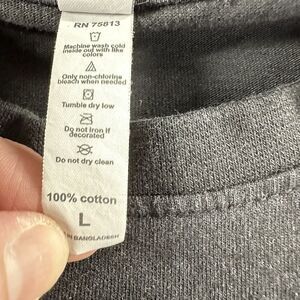 RN 75813
Machine wash cold
inside out with like
colors
Only non-chlorine
bleach when needed
Tumble dry low
Do not iron if
decorated
Do not dry clean
100% cotton
L
IN BANGLADESH